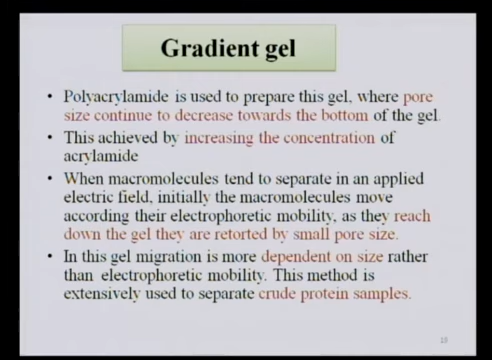 Gradient gel
• Polyacrylamide is used to prepare this gel, where pore
size continue to decrease towards the bottom of the gel.
• This achieved by increasing the concentration of
acrylamide
• When macromolecules tend to separate in an applied
electric field, initially the macromolecules move
according their electrophoretic mobility, as they reach
down the gel they are retorted by small pore size.
• In this gel migration is more dependent on size rather
than electrophoretic mobility. This method is
extensively used to separate crude protein samples.